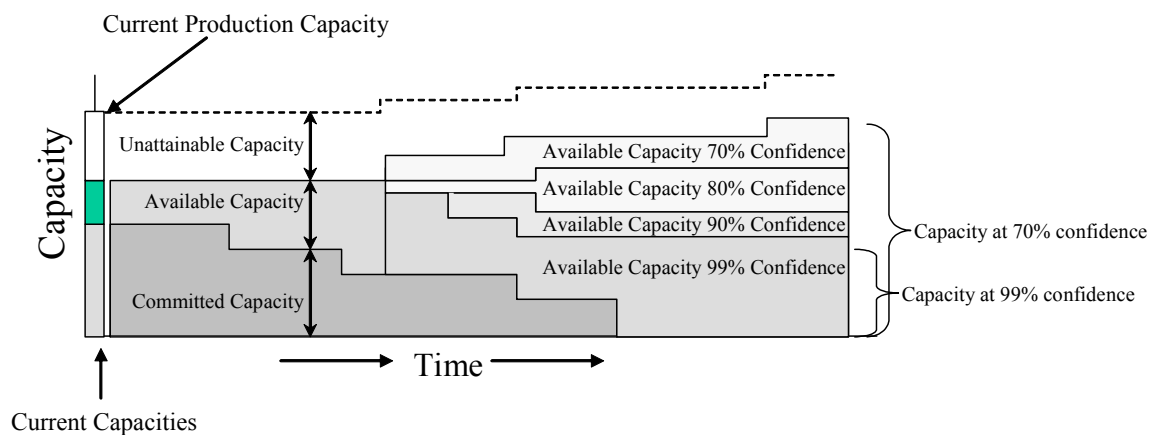 Current Production Capacity
Capacity
Unattainable Capacity
Available Capacity 70% Confidence
Available Capacity
Available Capacity 80% Confidence
Available Capacity 90% Confidence
Capacity at 70% confidence
Available Capacity 99% Confidence
Committed Capacity
Capacity at 99% confidence
Time
Current Capacities